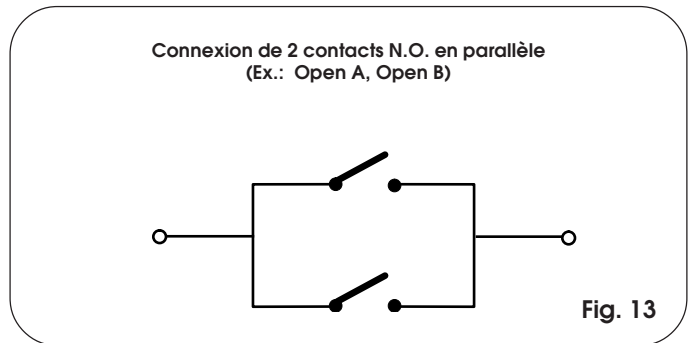 Connexion de 2 contacts N.O. en parallèle
(Ex.: Open A, Open B)
Fig. 13